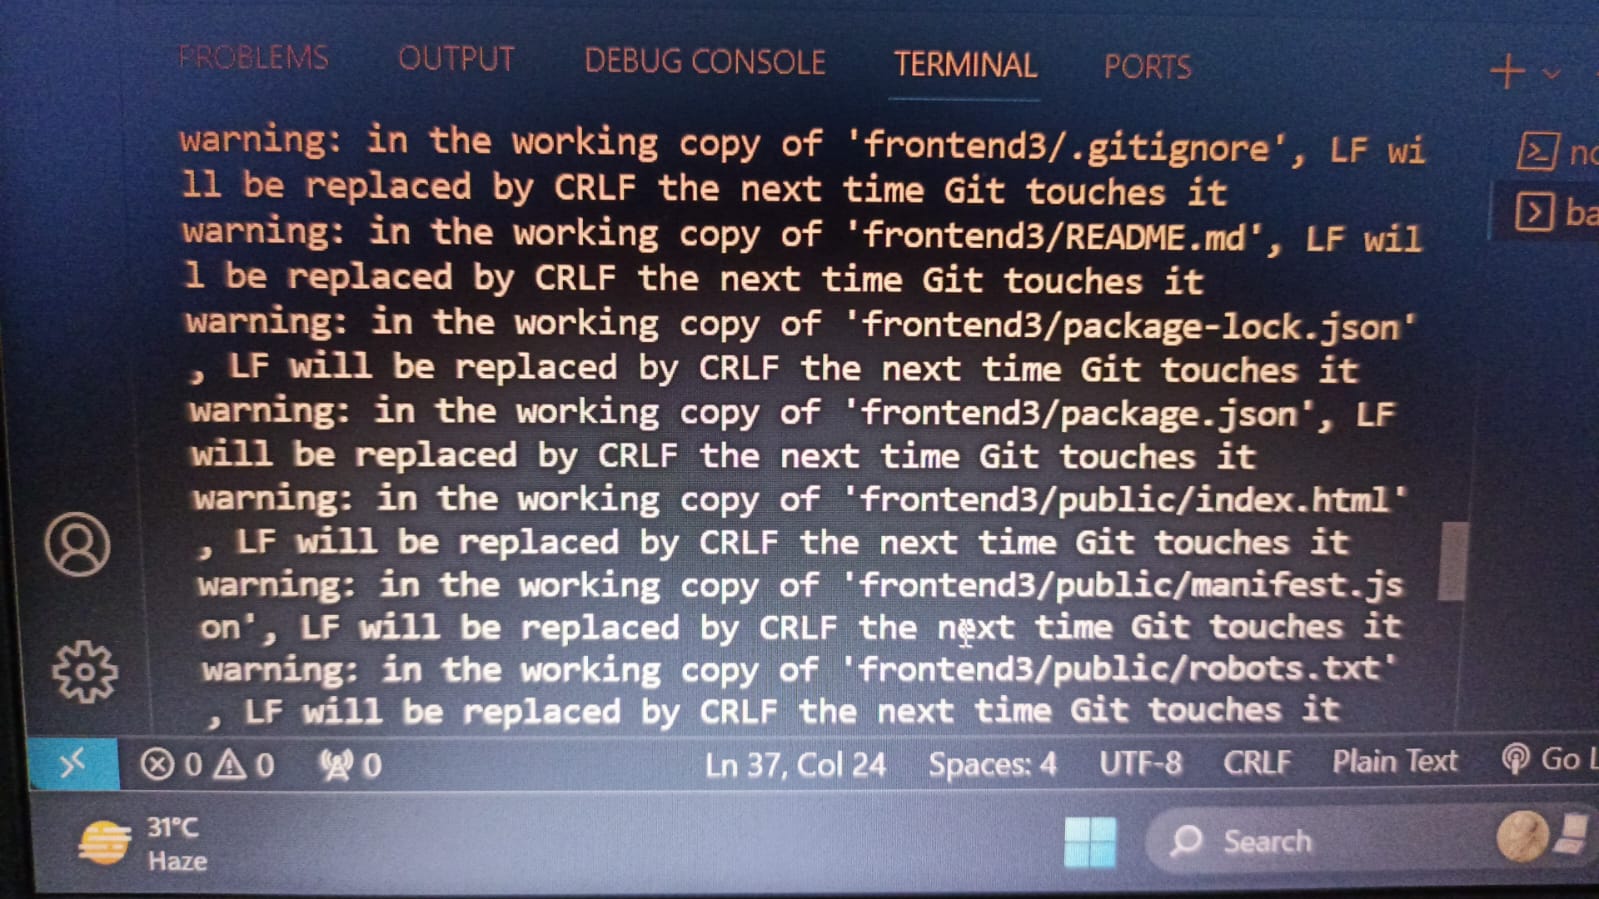 PROBLEMS OUTPUT DEBUG CONSOLE TERMINAL PORTS
warning: in the working copy of 'frontend3/.gitignore', LF wi
ll be replaced by CRLF the next time Git touches it
warning: in the working copy of 'frontend3/README.md', LF wil
l be replaced by CRLF the next time Git touches it
warning: in the working copy of 'frontend3/package-lock.json'
, LF will be replaced by CRLF the next time Git touches it
warning: in the working copy of 'frontend3/package.json', LF
will be replaced by CRLF the next time Git touches it
warning: in the working copy of 'frontend3/public/index.html'
, LF will be replaced by CRLF the next time Git touches it
warning: in the working copy of 'frontend3/public/manifest.js
on', LF will be replaced by CRLF the next time Git touches it
warning: in the working copy of 'frontend3/public/robots.txt'
, LF will be replaced by CRLF the next time Git touches it
0 0 0 Ln 37, Col 24 Spaces: 4 UTF-8 CRLF Plain Text Go
31°C
Haze
Search